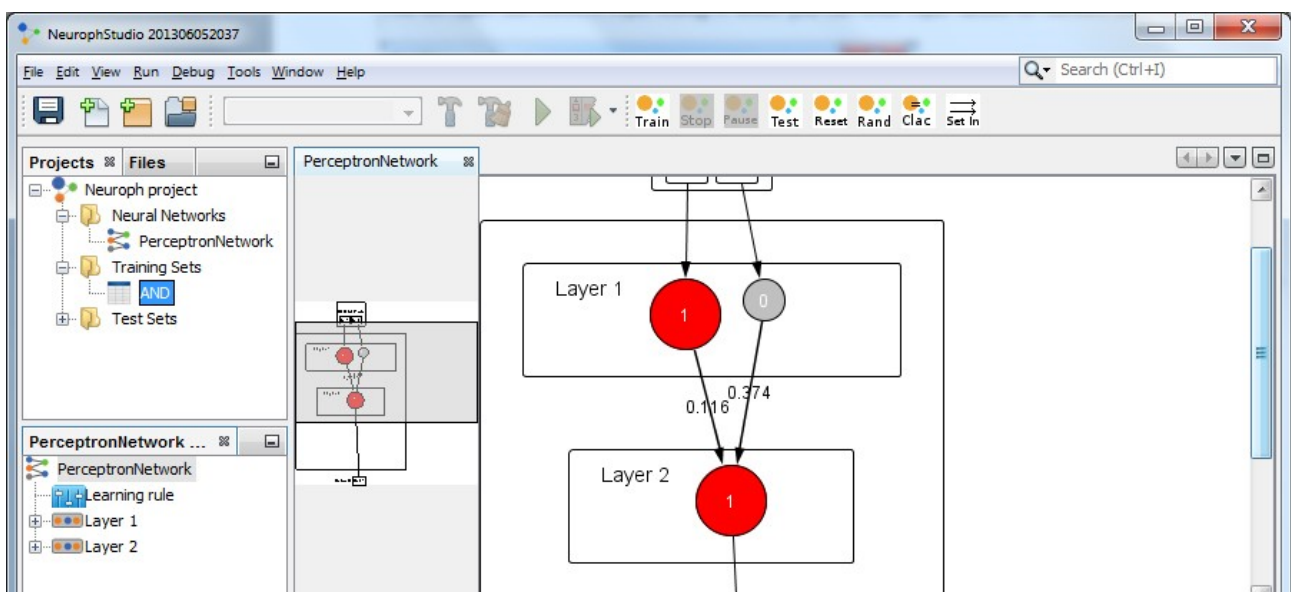 NeurophStudio 201306052037
File Edit View Run Debug Tools Window Help
Search (Ctrl+I)
Train Stop Pause Test Reset Rand Clac Set In
Projects Files
PerceptronNetwork
Neuroph project
Neural Networks
PerceptronNetwork
Training Sets
AND
Test Sets
Layer 1
1
0
0.116
0.374
Layer 2
1
PerceptronNetwork ...
PerceptronNetwork
Learning rule
Layer 1
Layer 2